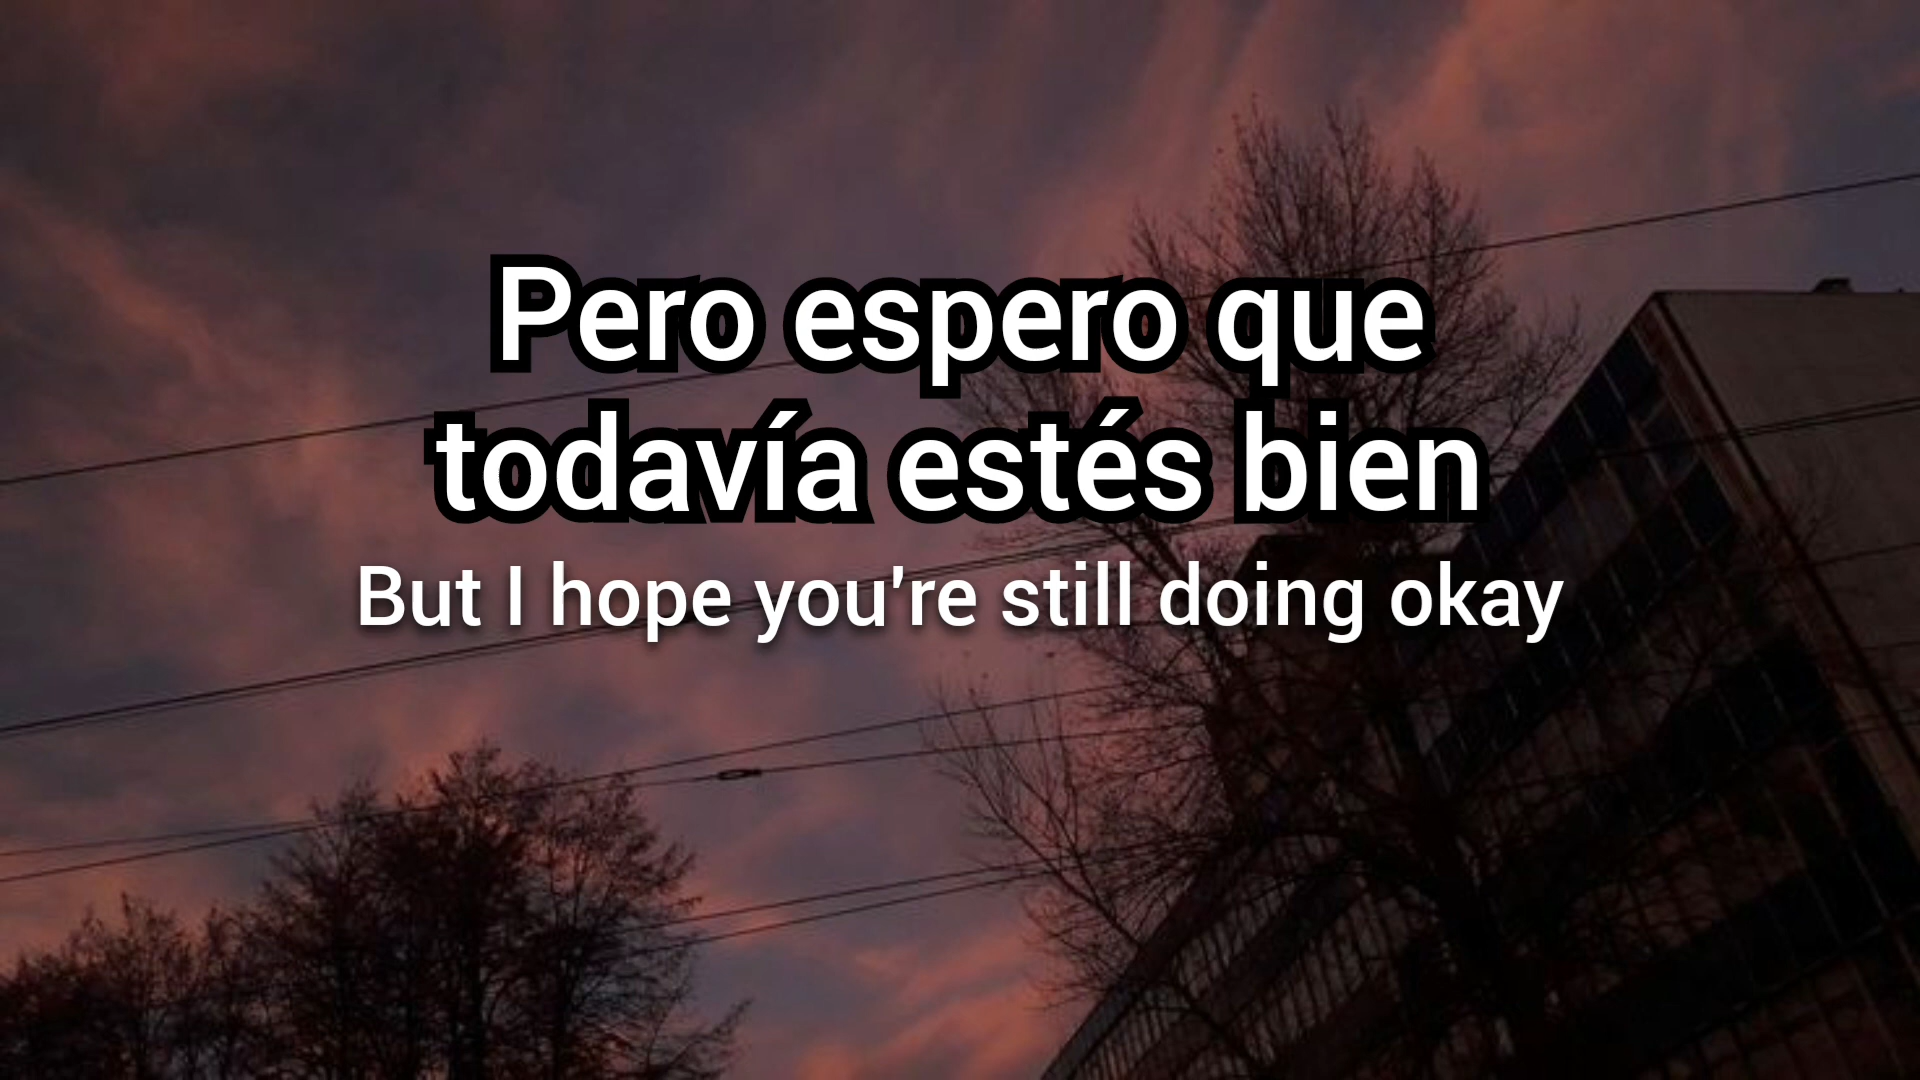 Pero espero que
todavía estés bien
But I hope you're still doing okay